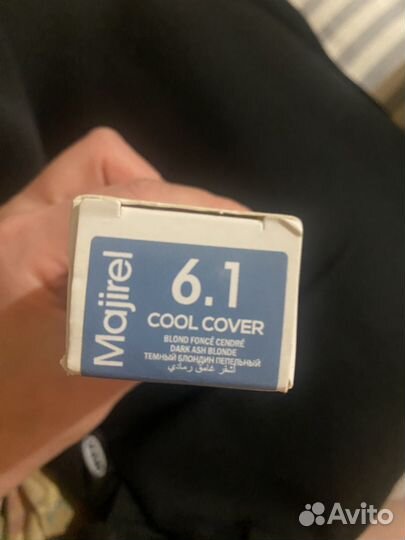 Majirel
6.1
COOL COVER
BLOND FONCÉ CENDRÉ
DARK ASH BLONDE
ТЕМНЫЙ БЛОНДИН ПЕПЕЛЬНЫЙ
أشقر غامق رمادي
Avito